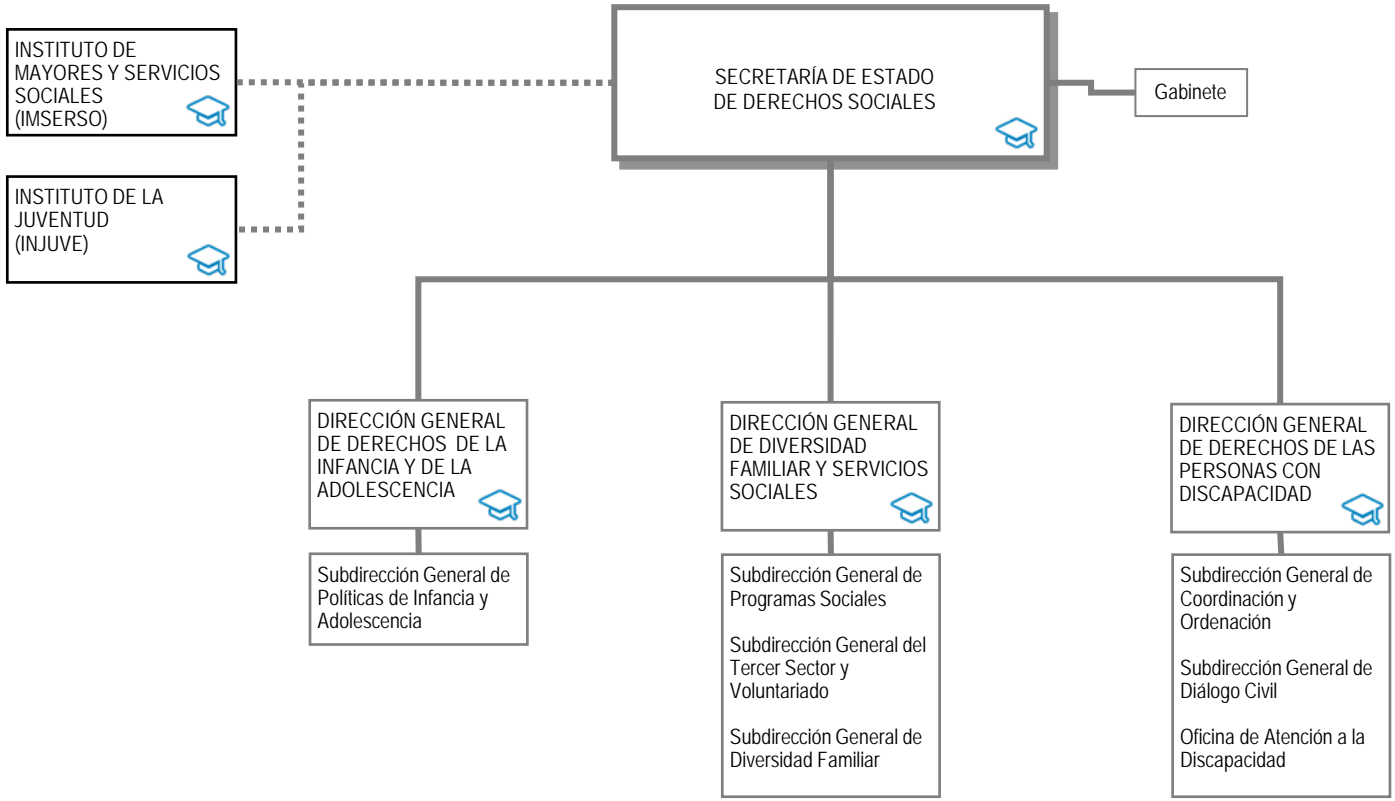 INSTITUTO DE
MAYORES Y SERVICIOS
SOCIALES
(IMSERSO)
SECRETARÍA DE ESTADO
DE DERECHOS SOCIALES
Gabinete
INSTITUTO DE LA
JUVENTUD
(INJUVE)
DIRECCIÓN GENERAL
DE DERECHOS DE LA
INFANCIA Y DE LA
ADOLESCENCIA
Subdirección General de
Políticas de Infancia y
Adolescencia
DIRECCIÓN GENERAL
DE DIVERSIDAD
FAMILIAR Y SERVICIOS
SOCIALES
Subdirección General de
Programas Sociales
Subdirección General del
Tercer Sector y
Voluntariado
Subdirección General de
Diversidad Familiar
DIRECCIÓN GENERAL
DE DERECHOS DE LAS
PERSONAS CON
DISCAPACIDAD
Subdirección General de
Coordinación y
Ordenación
Subdirección General de
Diálogo Civil
Oficina de Atención a la
Discapacidad